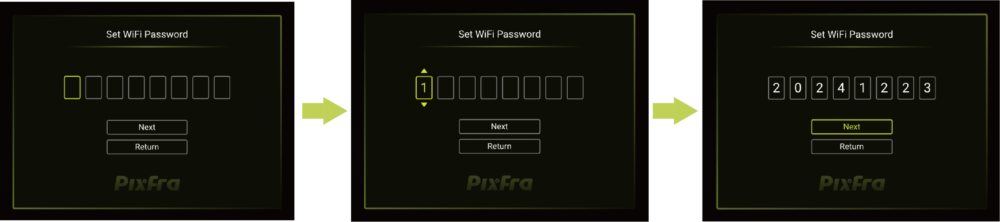 Set WiFi Password
Next
Return
PixFra
Set WiFi Password
1
Next
Return
PixFra
Set WiFi Password
2 0 2 4 1 2 2 3
Next
Return
PixFra